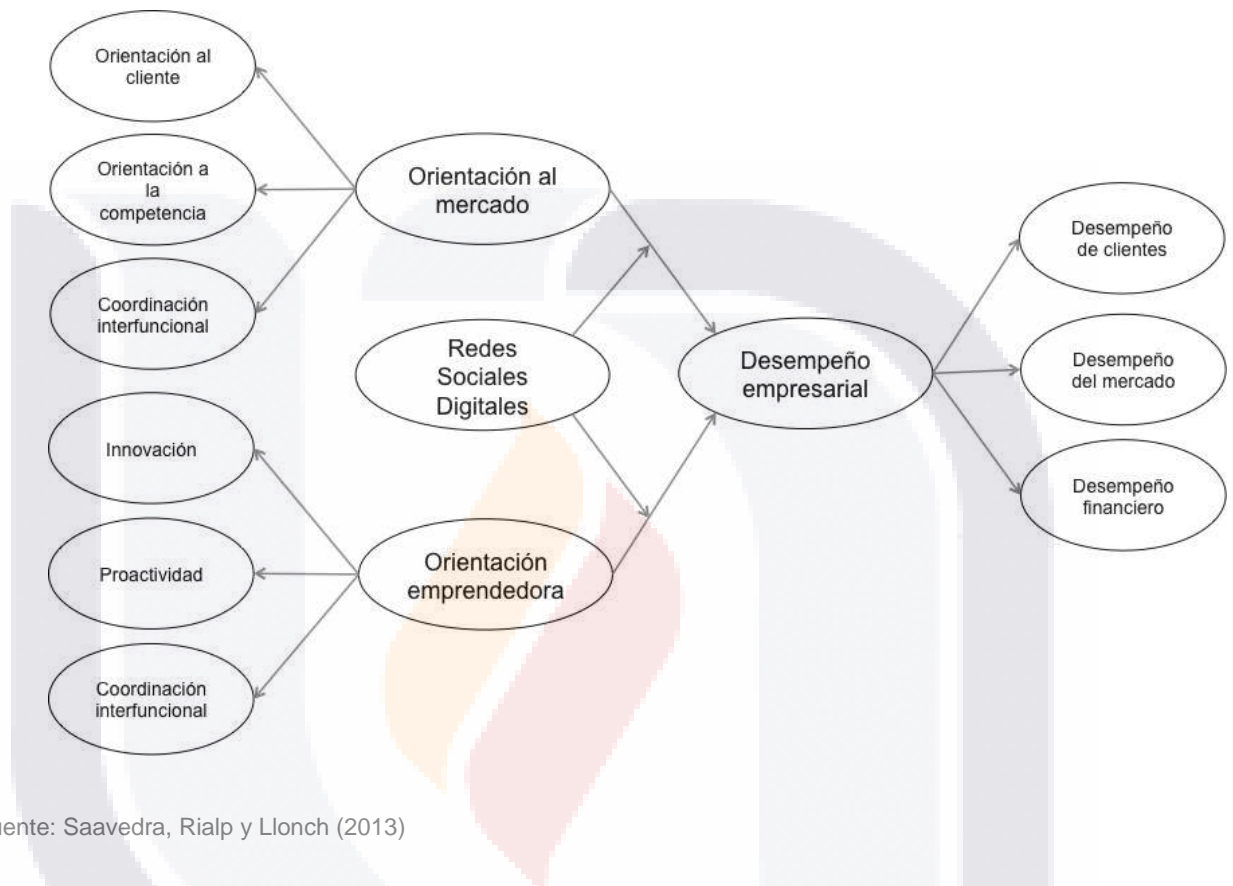 Orientación al
cliente
Orientación a
la
competencia
Coordinación
interfuncional
Innovación
Proactividad
Coordinación
interfuncional
Orientación al
mercado
Redes
Sociales
Digitales
Orientación
emprendedora
Desempeño
empresarial
Desempeño
de clientes
Desempeño
del mercado
Desempeño
financiero
uente: Saavedra, Rialp y Llonch (2013)